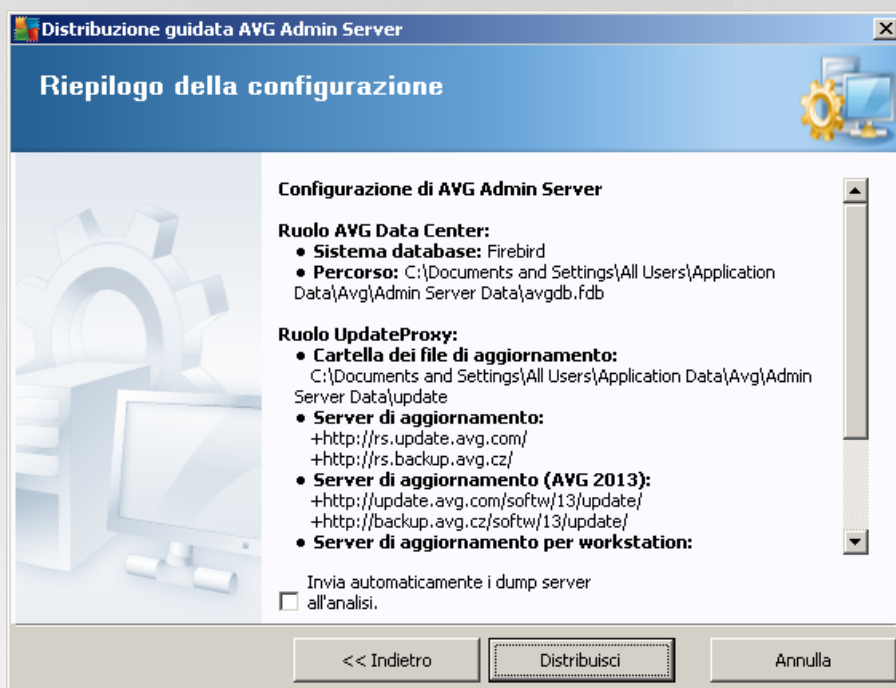 Distribuzione guidata AVG Admin Server
Riepilogo della configurazione
Configurazione di AVG Admin Server
Ruolo AVG Data Center:
● Sistema database: Firebird
● Percorso: C:\Documents and Settings\All Users\Application
Data\Avg\Admin Server Data\avgdb.fdb
Ruolo UpdateProxy:
● Cartella dei file di aggiornamento:
C:\Documents and Settings\All Users\Application Data\Avg\Admin
Server Data\update
● Server di aggiornamento:
+http://rs.update.avg.com/
+http://rs.backup.avg.cz/
● Server di aggiornamento (AVG 2013):
+http://update.avg.com/softw/13/update/
+http://backup.avg.cz/softw/13/update/
● Server di aggiornamento per workstation:
Invia automaticamente i dump server
all'analisi.
<< Indietro
Distribuisci
Annulla